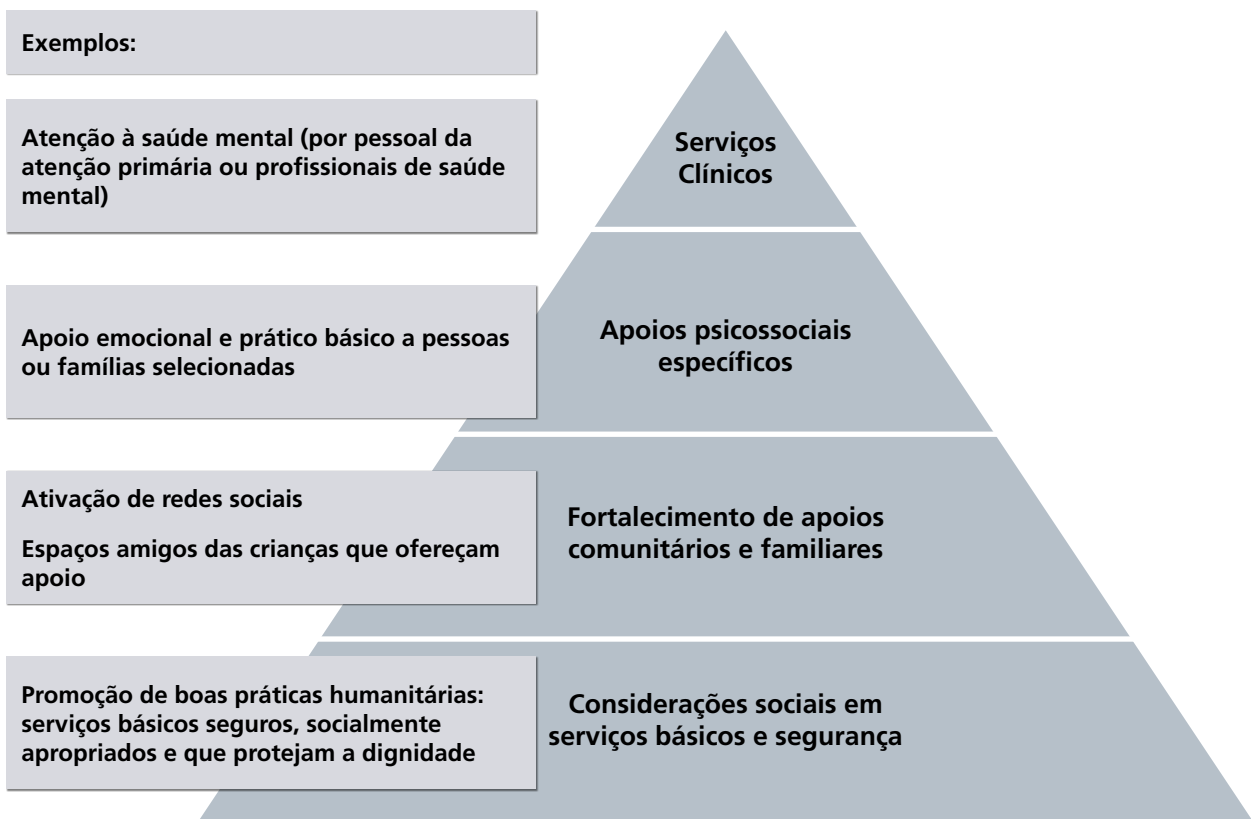 Exemplos:
Atenção à saúde mental (por pessoal da
atenção primária ou profissionais de saúde
mental)
Serviços
Clínicos
Apoio emocional e prático básico a pessoas
ou famílias selecionadas
Apoios psicossociais
específicos
Ativação de redes sociais
Espaços amigos das crianças que ofereçam
apoio
Fortalecimento de apoios
comunitários e familiares
Promoção de boas práticas humanitárias:
serviços básicos seguros, socialmente
apropriados e que protejam a dignidade
Considerações sociais em
serviços básicos e segurança